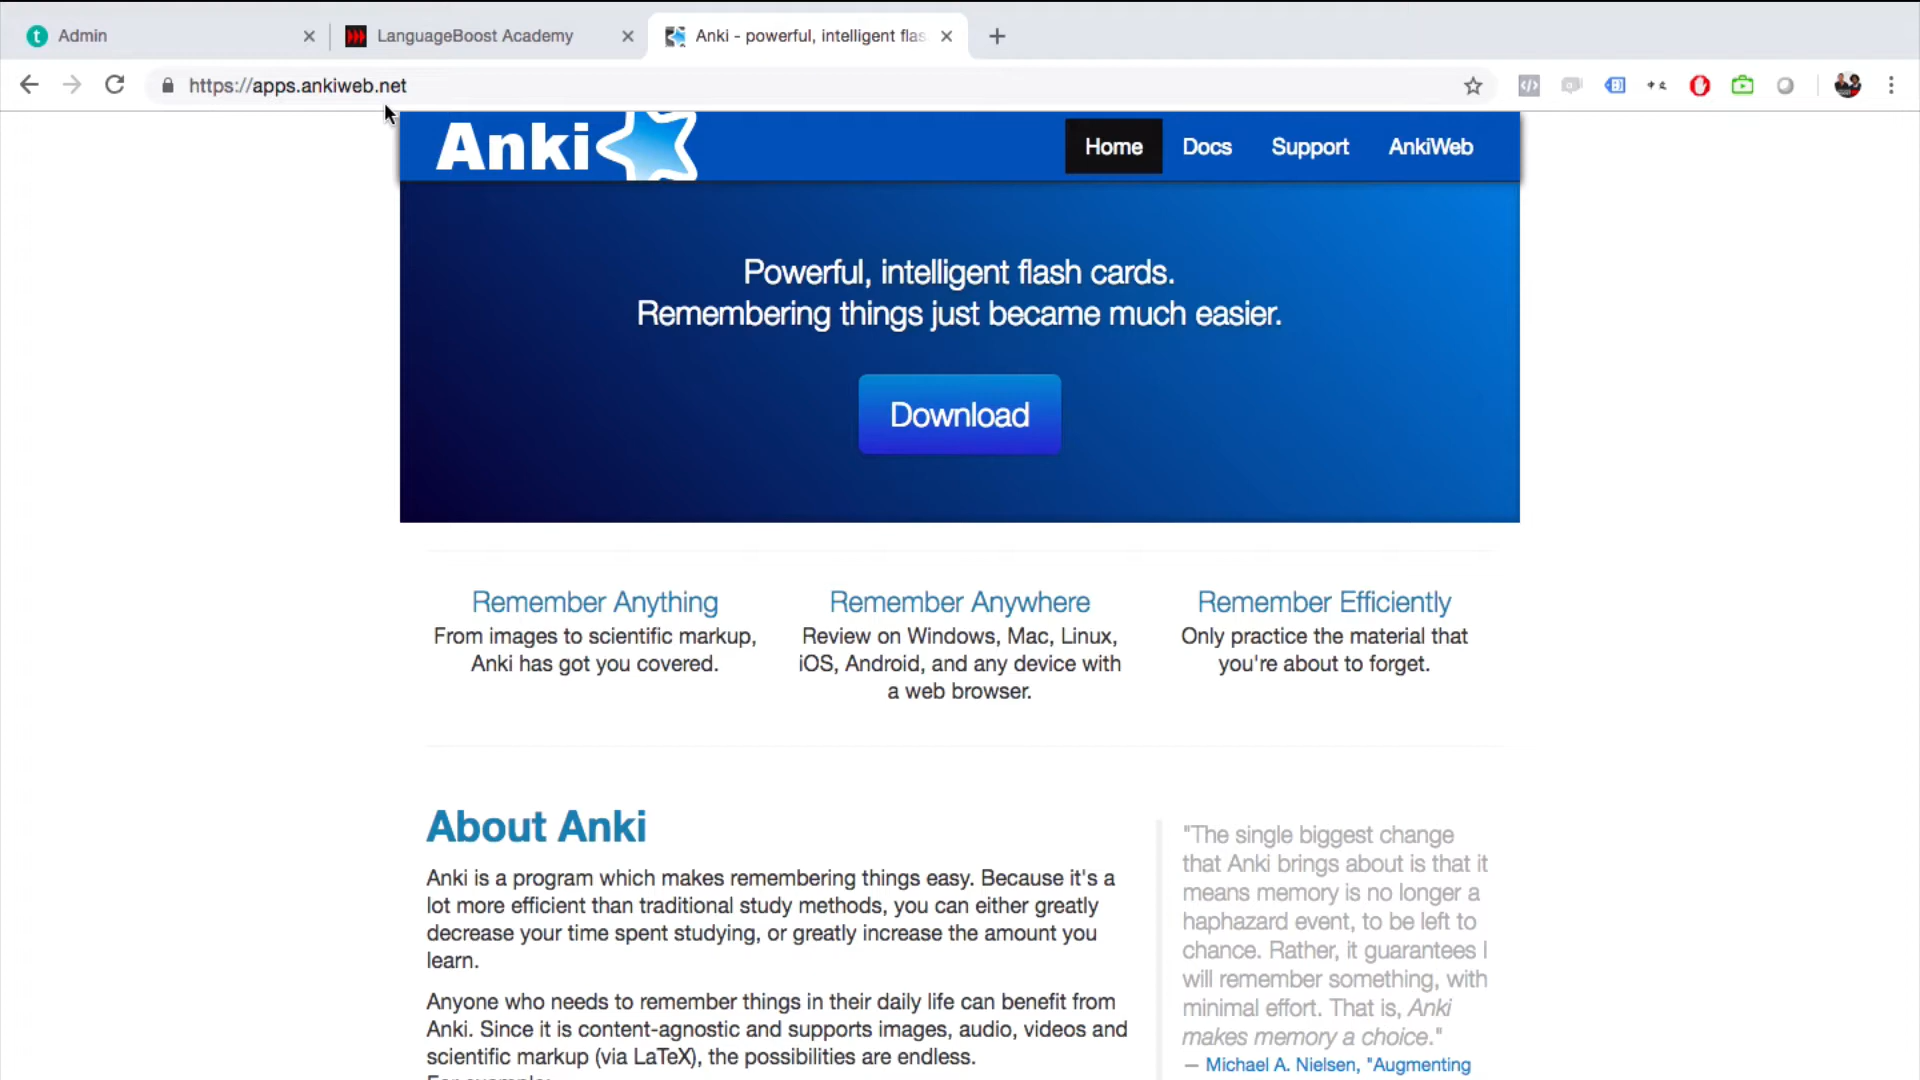 Admin
LanguageBoost Academy
Anki - powerful, intelligent flas
https://apps.ankiweb.net
Anki
Home
Docs
Support
AnkiWeb
Powerful, intelligent flash cards.
Remembering things just became much easier.
Download
Remember Anything
From images to scientific markup,
Anki has got you covered.
Remember Anywhere
Review on Windows, Mac, Linux,
iOS, Android, and any device with
a web browser.
Remember Efficiently
Only practice the material that
you're about to forget.
About Anki
Anki is a program which makes remembering things easy. Because it's a
lot more efficient than traditional study methods, you can either greatly
decrease your time spent studying, or greatly increase the amount you
learn.
Anyone who needs to remember things in their daily life can benefit from
Anki. Since it is content-agnostic and supports images, audio, videos and
scientific markup (via LaTeX), the possibilities are endless.
For example:
"The single biggest change
that Anki brings about is that it
means memory is no longer a
haphazard event, to be left to
chance. Rather, it guarantees I
will remember something, with
minimal effort. That is, Anki
makes memory a choice."
— Michael A. Nielsen, "Augmenting